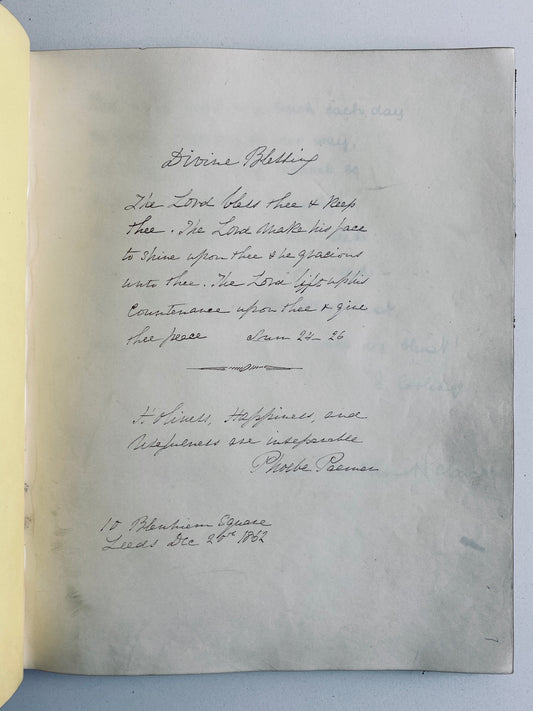 each day
Divine Blessing
The Lord bless thee & keep
thee. The Lord make his face
to shine upon thee & be gracious
unto thee. The Lord lift up his
Countenance upon thee & give
thee peace 24–26
Holiness, Happiness, and
Usefulness are inseparable
Phoebe
10 Blenheim Square
Leeds Dec 26th 1862